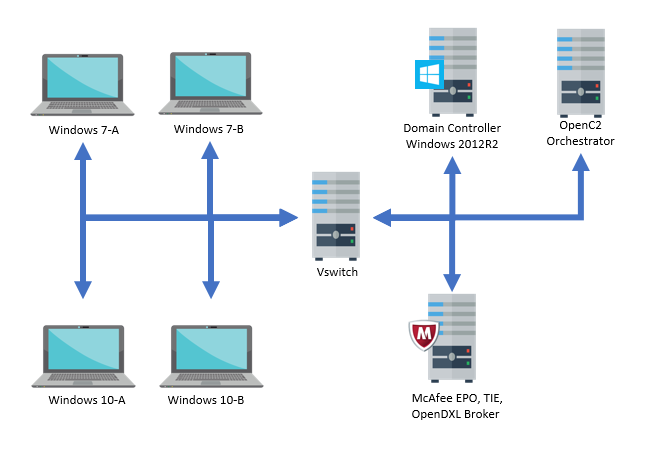 Windows 7-A
Windows 7-B
Domain Controller
Windows 2012R2
OpenC2
Orchestrator
Vswitch
Windows 10-A
Windows 10-B
M
McAfee EPO, TIE,
OpenDXL Broker